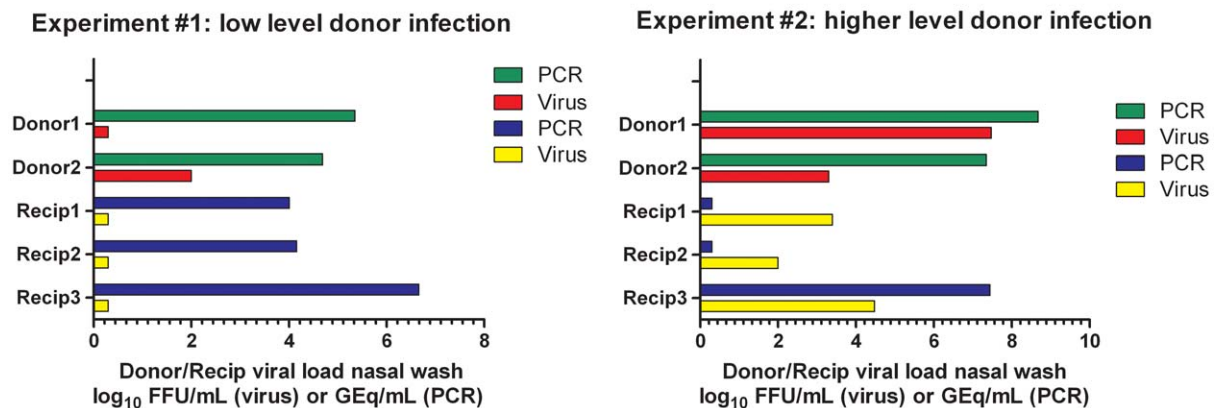 Experiment #1: low level donor infection
PCR
Virus
PCR
Virus
Donor1
Donor2
Recip1
Recip2
Recip3
0 2 4 6 8
Donor/Recip viral load nasal wash
log₁₀ FFU/mL (virus) or GEq/mL (PCR)
Experiment #2: higher level donor infection
PCR
Virus
PCR
Virus
Donor1
Donor2
Recip1
Recip2
Recip3
0 2 4 6 8 10
Donor/Recip viral load nasal wash
log₁₀ FFU/mL (virus) or GEq/mL (PCR)